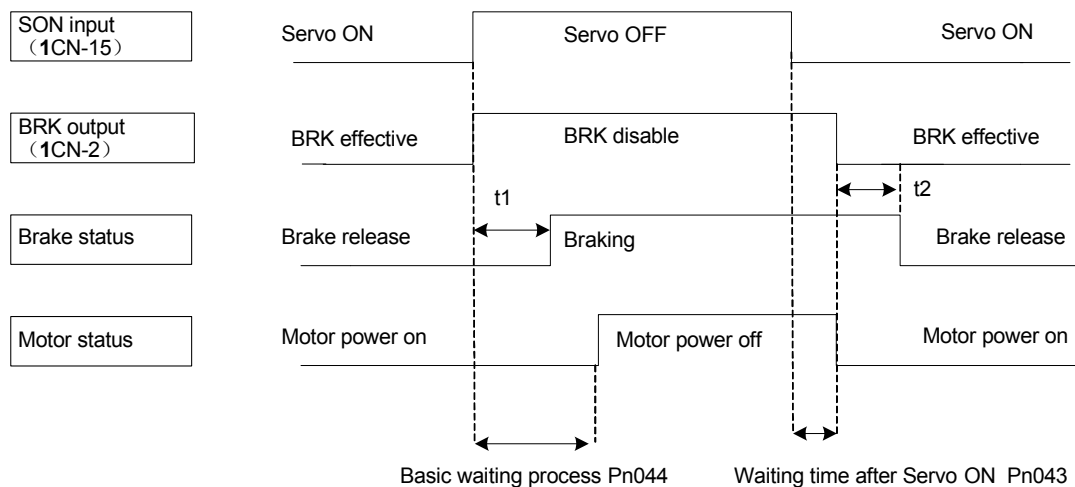 SON input
（1CN-15）
Servo ON
Servo OFF
Servo ON
BRK output
（1CN-2）
BRK effective
BRK disable
BRK effective
t1
t2
Brake status
Brake release
Braking
Brake release
Motor status
Motor power on
Motor power off
Motor power on
Basic waiting process Pn044
Waiting time after Servo ON Pn043